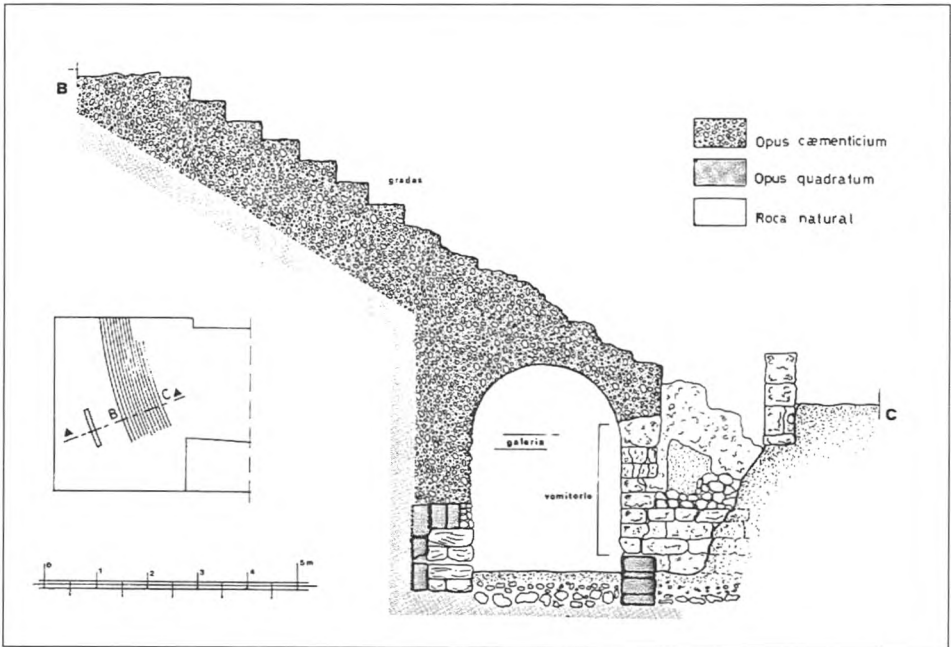 B
gradas
Opus cæmenticium
Opus quadratum
Roca natural
B
C
C
galeria
vomitorio
0 1 2 3 4 5 m